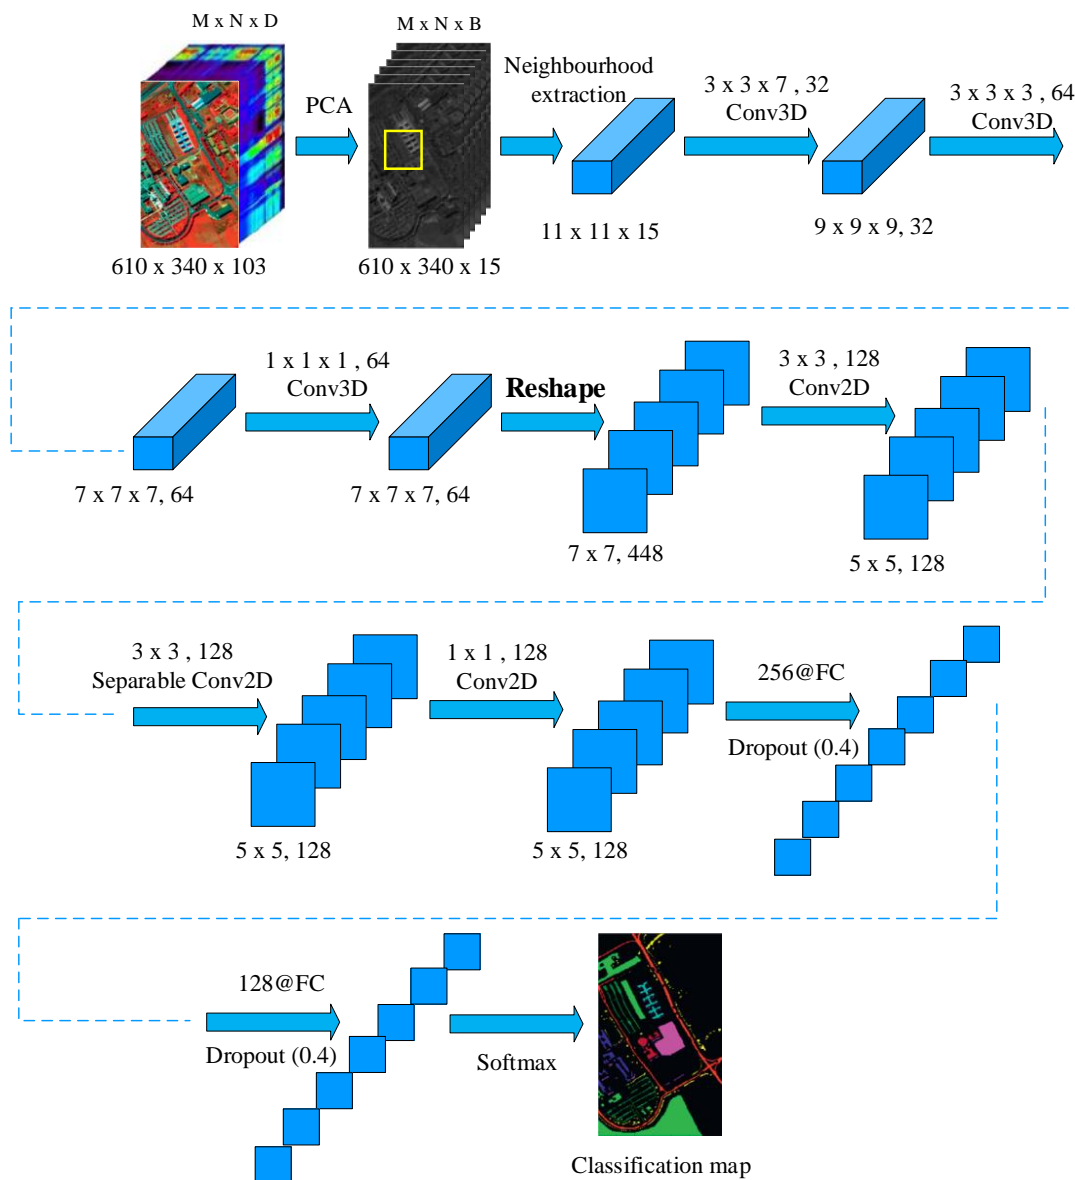 M x N x D
M x N x B
PCA
Neighbourhood
extraction
3 x 3 x 7 , 32
Conv3D
3 x 3 x 3 , 64
Conv3D
610 x 340 x 103
610 x 340 x 15
11 x 11 x 15
9 x 9 x 9, 32
1 x 1 x 1 , 64
Conv3D
Reshape
3 x 3 , 128
Conv2D
7 x 7 x 7, 64
7 x 7 x 7, 64
7 x 7, 448
5 x 5, 128
3 x 3 , 128
Separable Conv2D
1 x 1 , 128
Conv2D
256@FC
Dropout (0.4)
5 x 5, 128
5 x 5, 128
128@FC
Dropout (0.4)
Softmax
Classification map